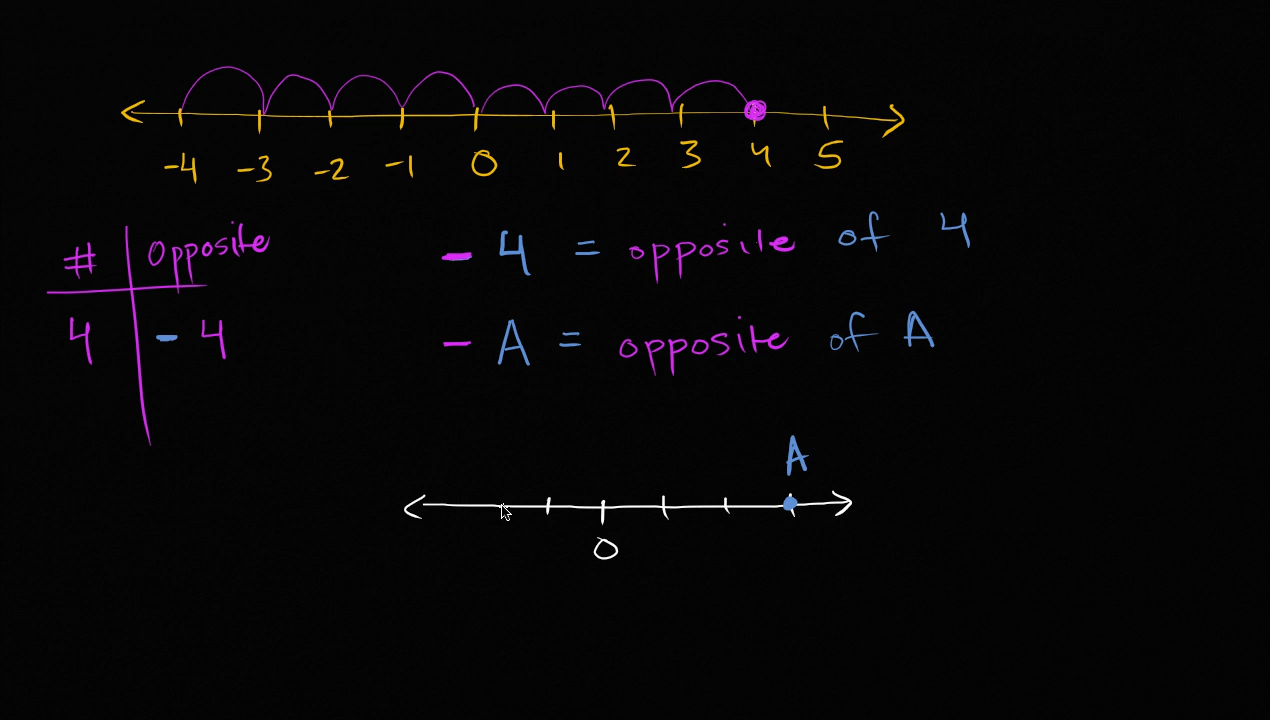 -4 -3 -2 -1 0 1 2 3 4 5
# opposite
4 - 4
- 4 = opposite of 4
- A = opposite of A
A
0